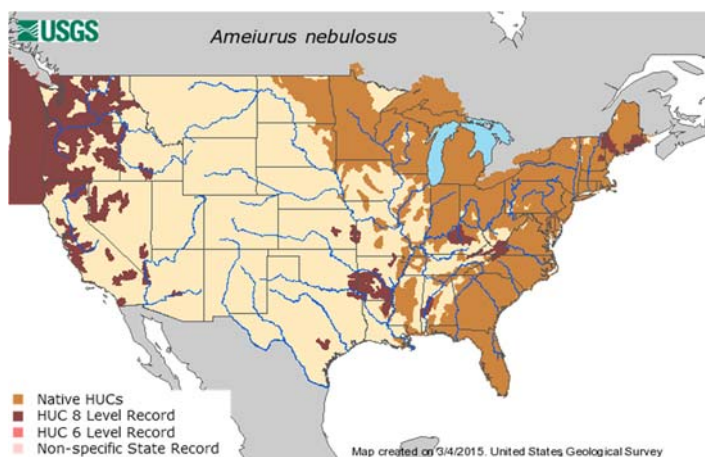 USGS
Ameiurus nebulosus
Native HUCs
HUC 8 Level Record
HUC 6 Level Record
Non-specific State Record
Map created on 3/4/2015. United States Geological Survey